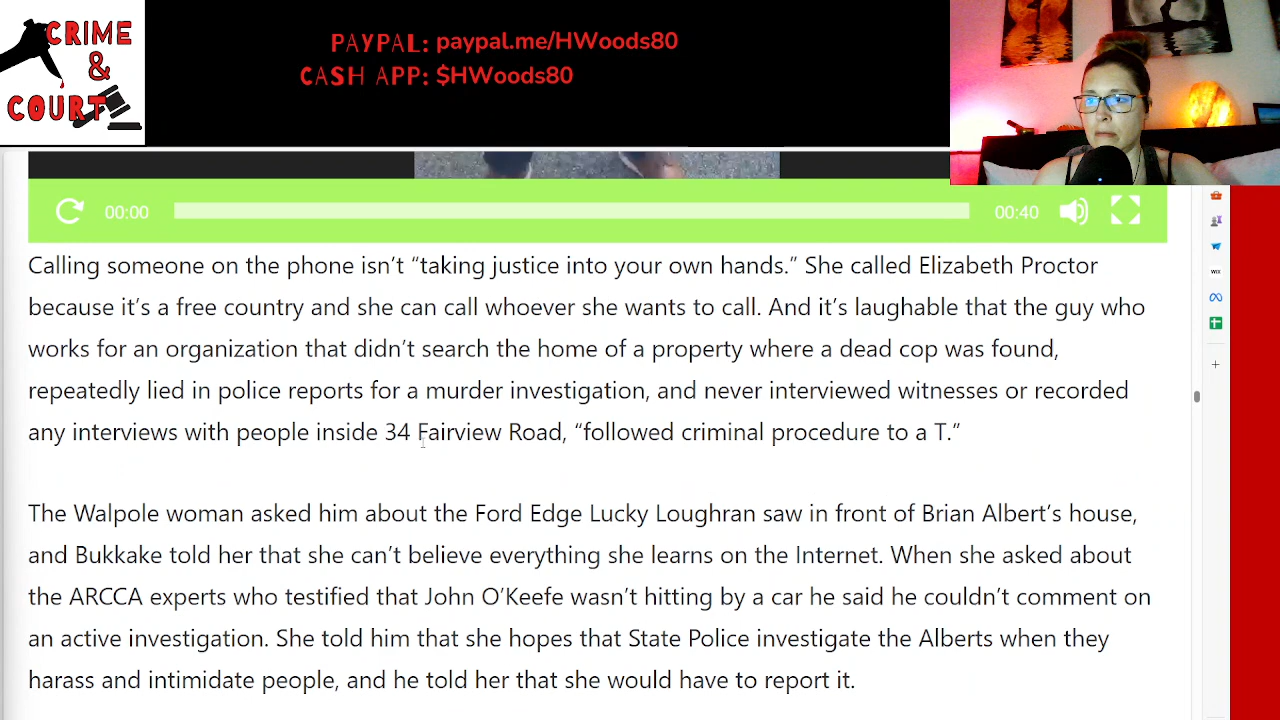 CRIME
&
COURT
PAYPAL: paypal.me/HWoods80
CASH APP: $HWoods80
00:00
00:40
Calling someone on the phone isn’t “taking justice into your own hands.” She called Elizabeth Proctor
because it’s a free country and she can call whoever she wants to call. And it’s laughable that the guy who
works for an organization that didn’t search the home of a property where a dead cop was found,
repeatedly lied in police reports for a murder investigation, and never interviewed witnesses or recorded
any interviews with people inside 34 Fairview Road, “followed criminal procedure to a T.”
The Walpole woman asked him about the Ford Edge Lucky Loughran saw in front of Brian Albert’s house,
and Bukkake told her that she can’t believe everything she learns on the Internet. When she asked about
the ARCCA experts who testified that John O’Keefe wasn’t hitting by a car he said he couldn’t comment on
an active investigation. She told him that she hopes that State Police investigate the Alberts when they
harass and intimidate people, and he told her that she would have to report it.
WIX